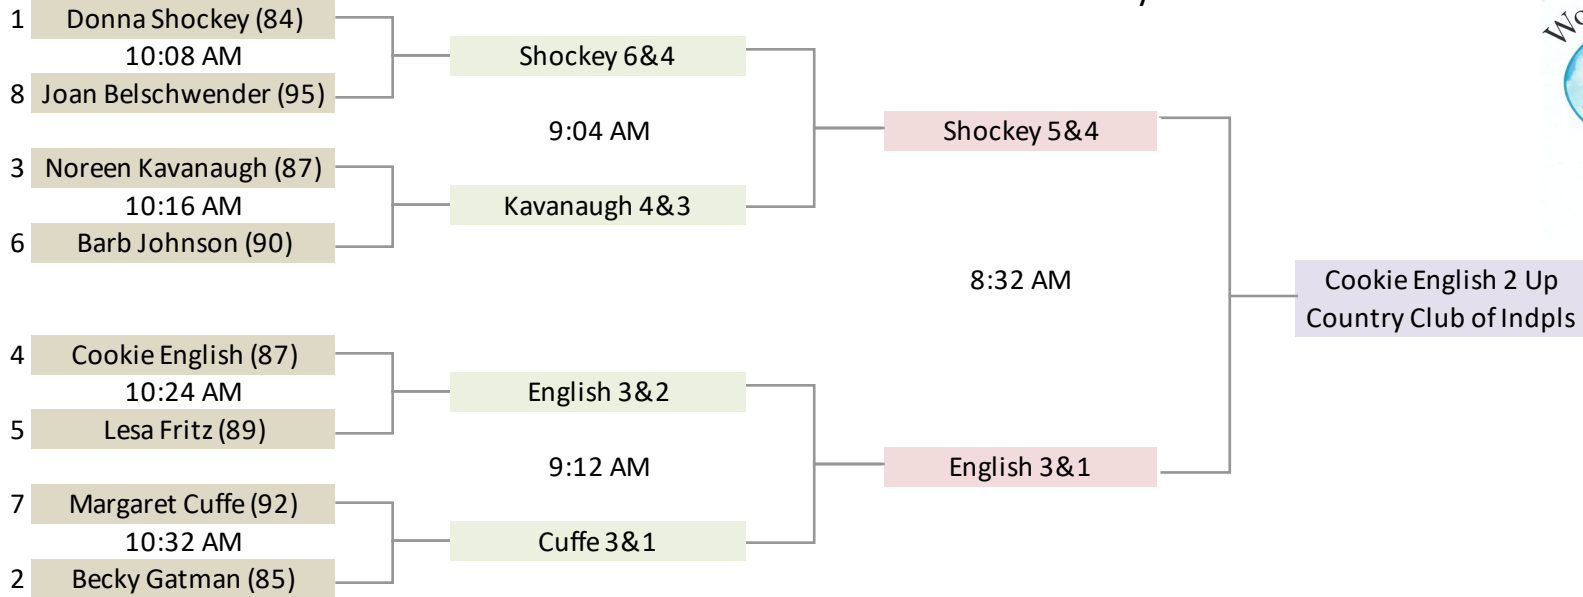 1 Donna Shockey (84)
10:08 AM
8 Joan Belschwender (95)
Shockey 6&4
9:04 AM
3 Noreen Kavanaugh (87)
10:16 AM
6 Barb Johnson (90)
Kavanaugh 4&3
Shockey 5&4
8:32 AM
Cookie English 2 Up
Country Club of Indpls
4 Cookie English (87)
10:24 AM
5 Lesa Fritz (89)
English 3&2
9:12 AM
English 3&1
7 Margaret Cuffe (92)
10:32 AM
2 Becky Gatman (85)
Cuffe 3&1